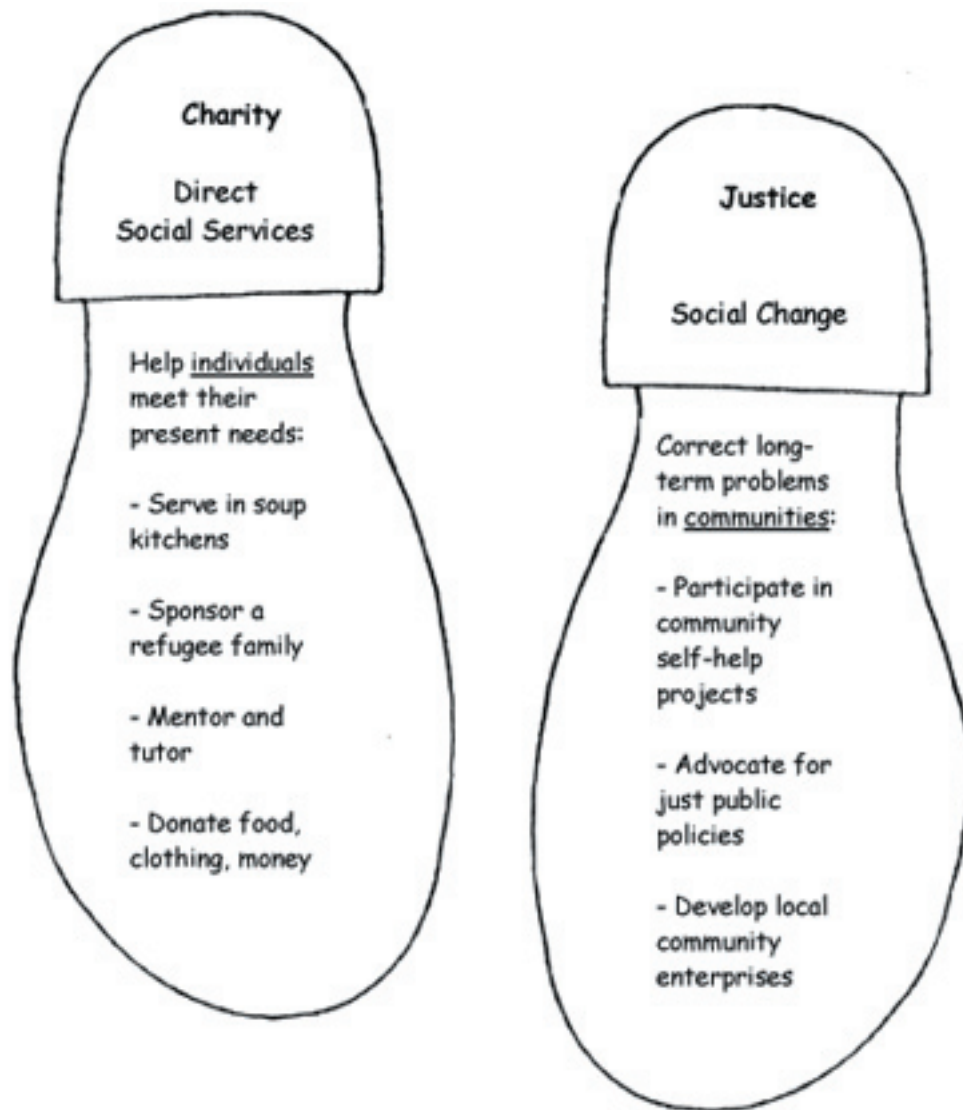 Charity
Direct
Social Services
Help individuals
meet their
present needs:
- Serve in soup
kitchens
- Sponsor a
refugee family
- Mentor and
tutor
- Donate food,
clothing, money
Justice
Social Change
Correct long-
term problems
in communities:
- Participate in
community
self-help
projects
- Advocate for
just public
policies
- Develop local
community
enterprises